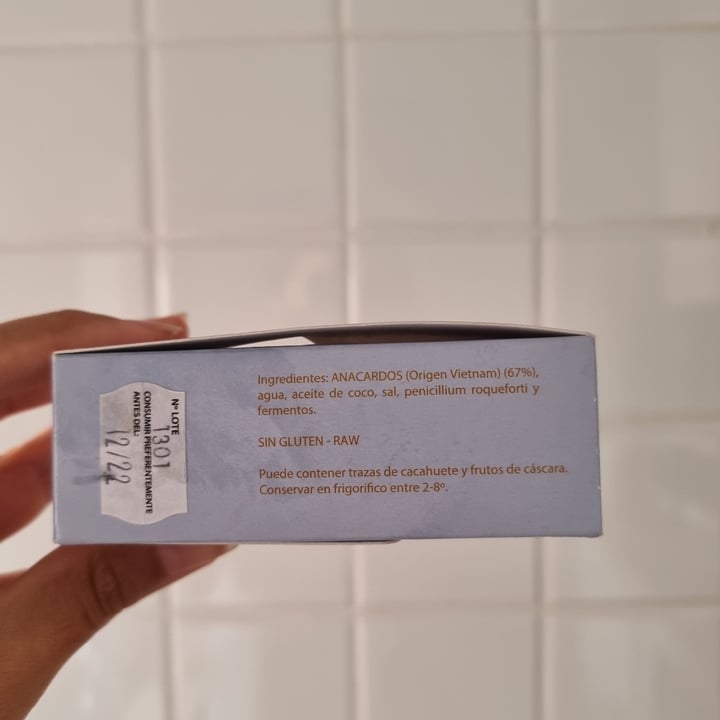 Nº LOTE
1301
CONSUMIR PREFERENTEMENTE
ANTES DEL:
12/22
Ingredientes: ANACARDOS (Origen Vietnam) (67%),
agua, aceite de coco, sal, penicillium roqueforti y
fermentos.
SIN GLUTEN - RAW
Puede contener trazas de cacahuete y frutos de cáscara.
Conservar en frigorífico entre 2-8º.